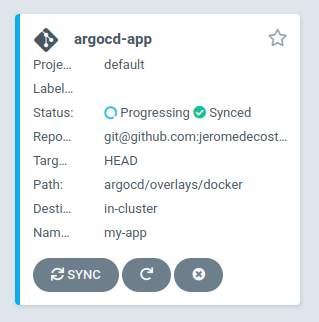 argocd-app
Proje... default
Label...
Status: Progressing Synced
Repo... git@github.com:jeromedecost...
Targ... HEAD
Path: argocd/overlays/docker
Desti... in-cluster
Nam... my-app
SYNC